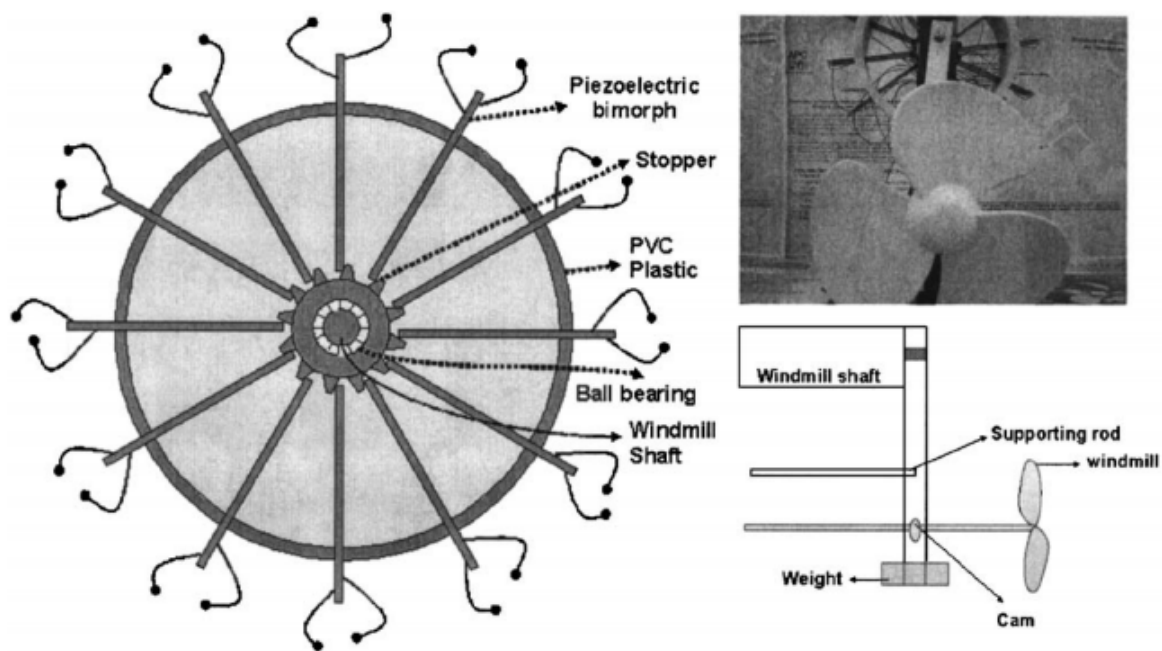 Piezoelectric
bimorph
Stopper
PVC
Plastic
Ball bearing
Windmill
Shaft
Windmill shaft
Supporting rod
windmill
Weight
Cam